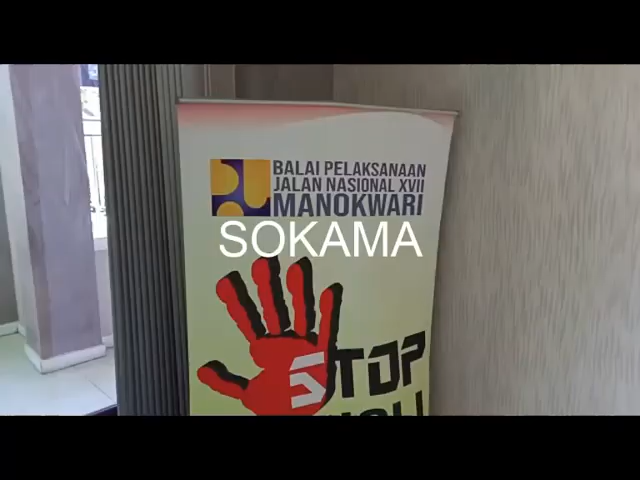 BALAI PELAKSANAAN
JALAN NASIONAL XVII
MANOKWARI
SOKAMA
STOP